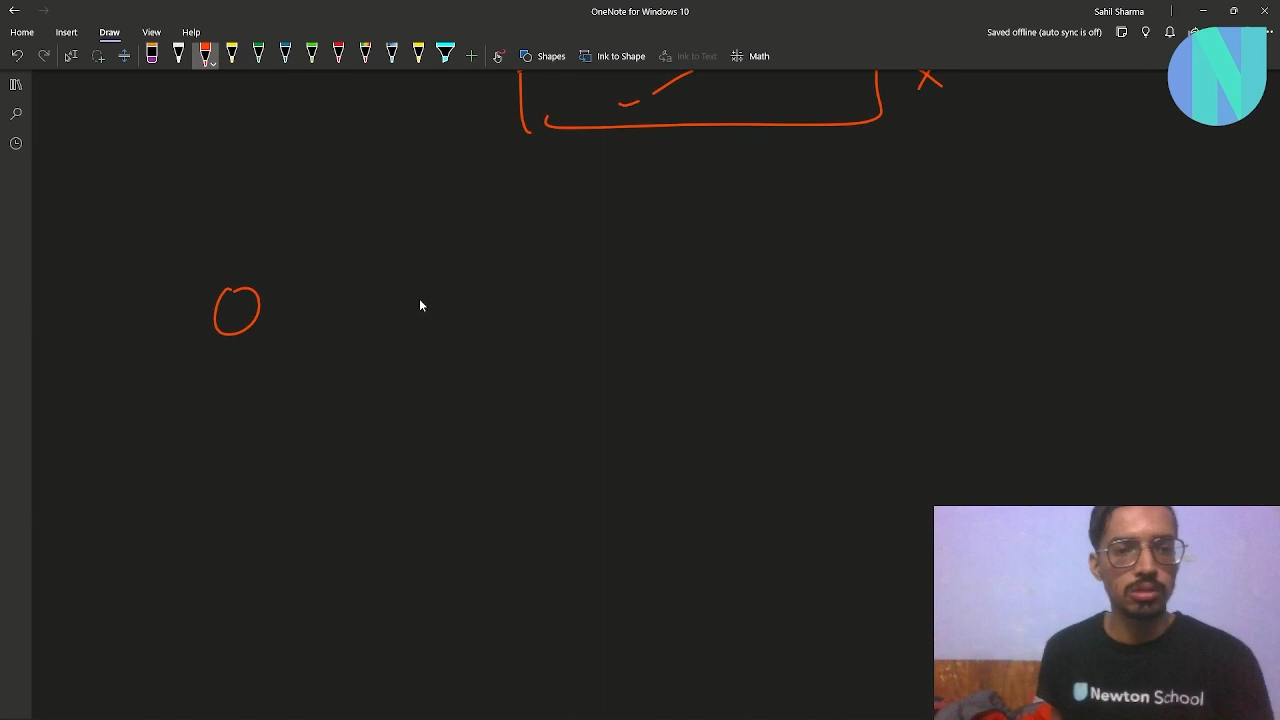 OneNote for Windows 10
Sahil Sharma
Home Insert Draw View Help
Saved offline (auto sync is off)
Shapes Ink to Shape Ink to Text Math
X
O
N
Newton School